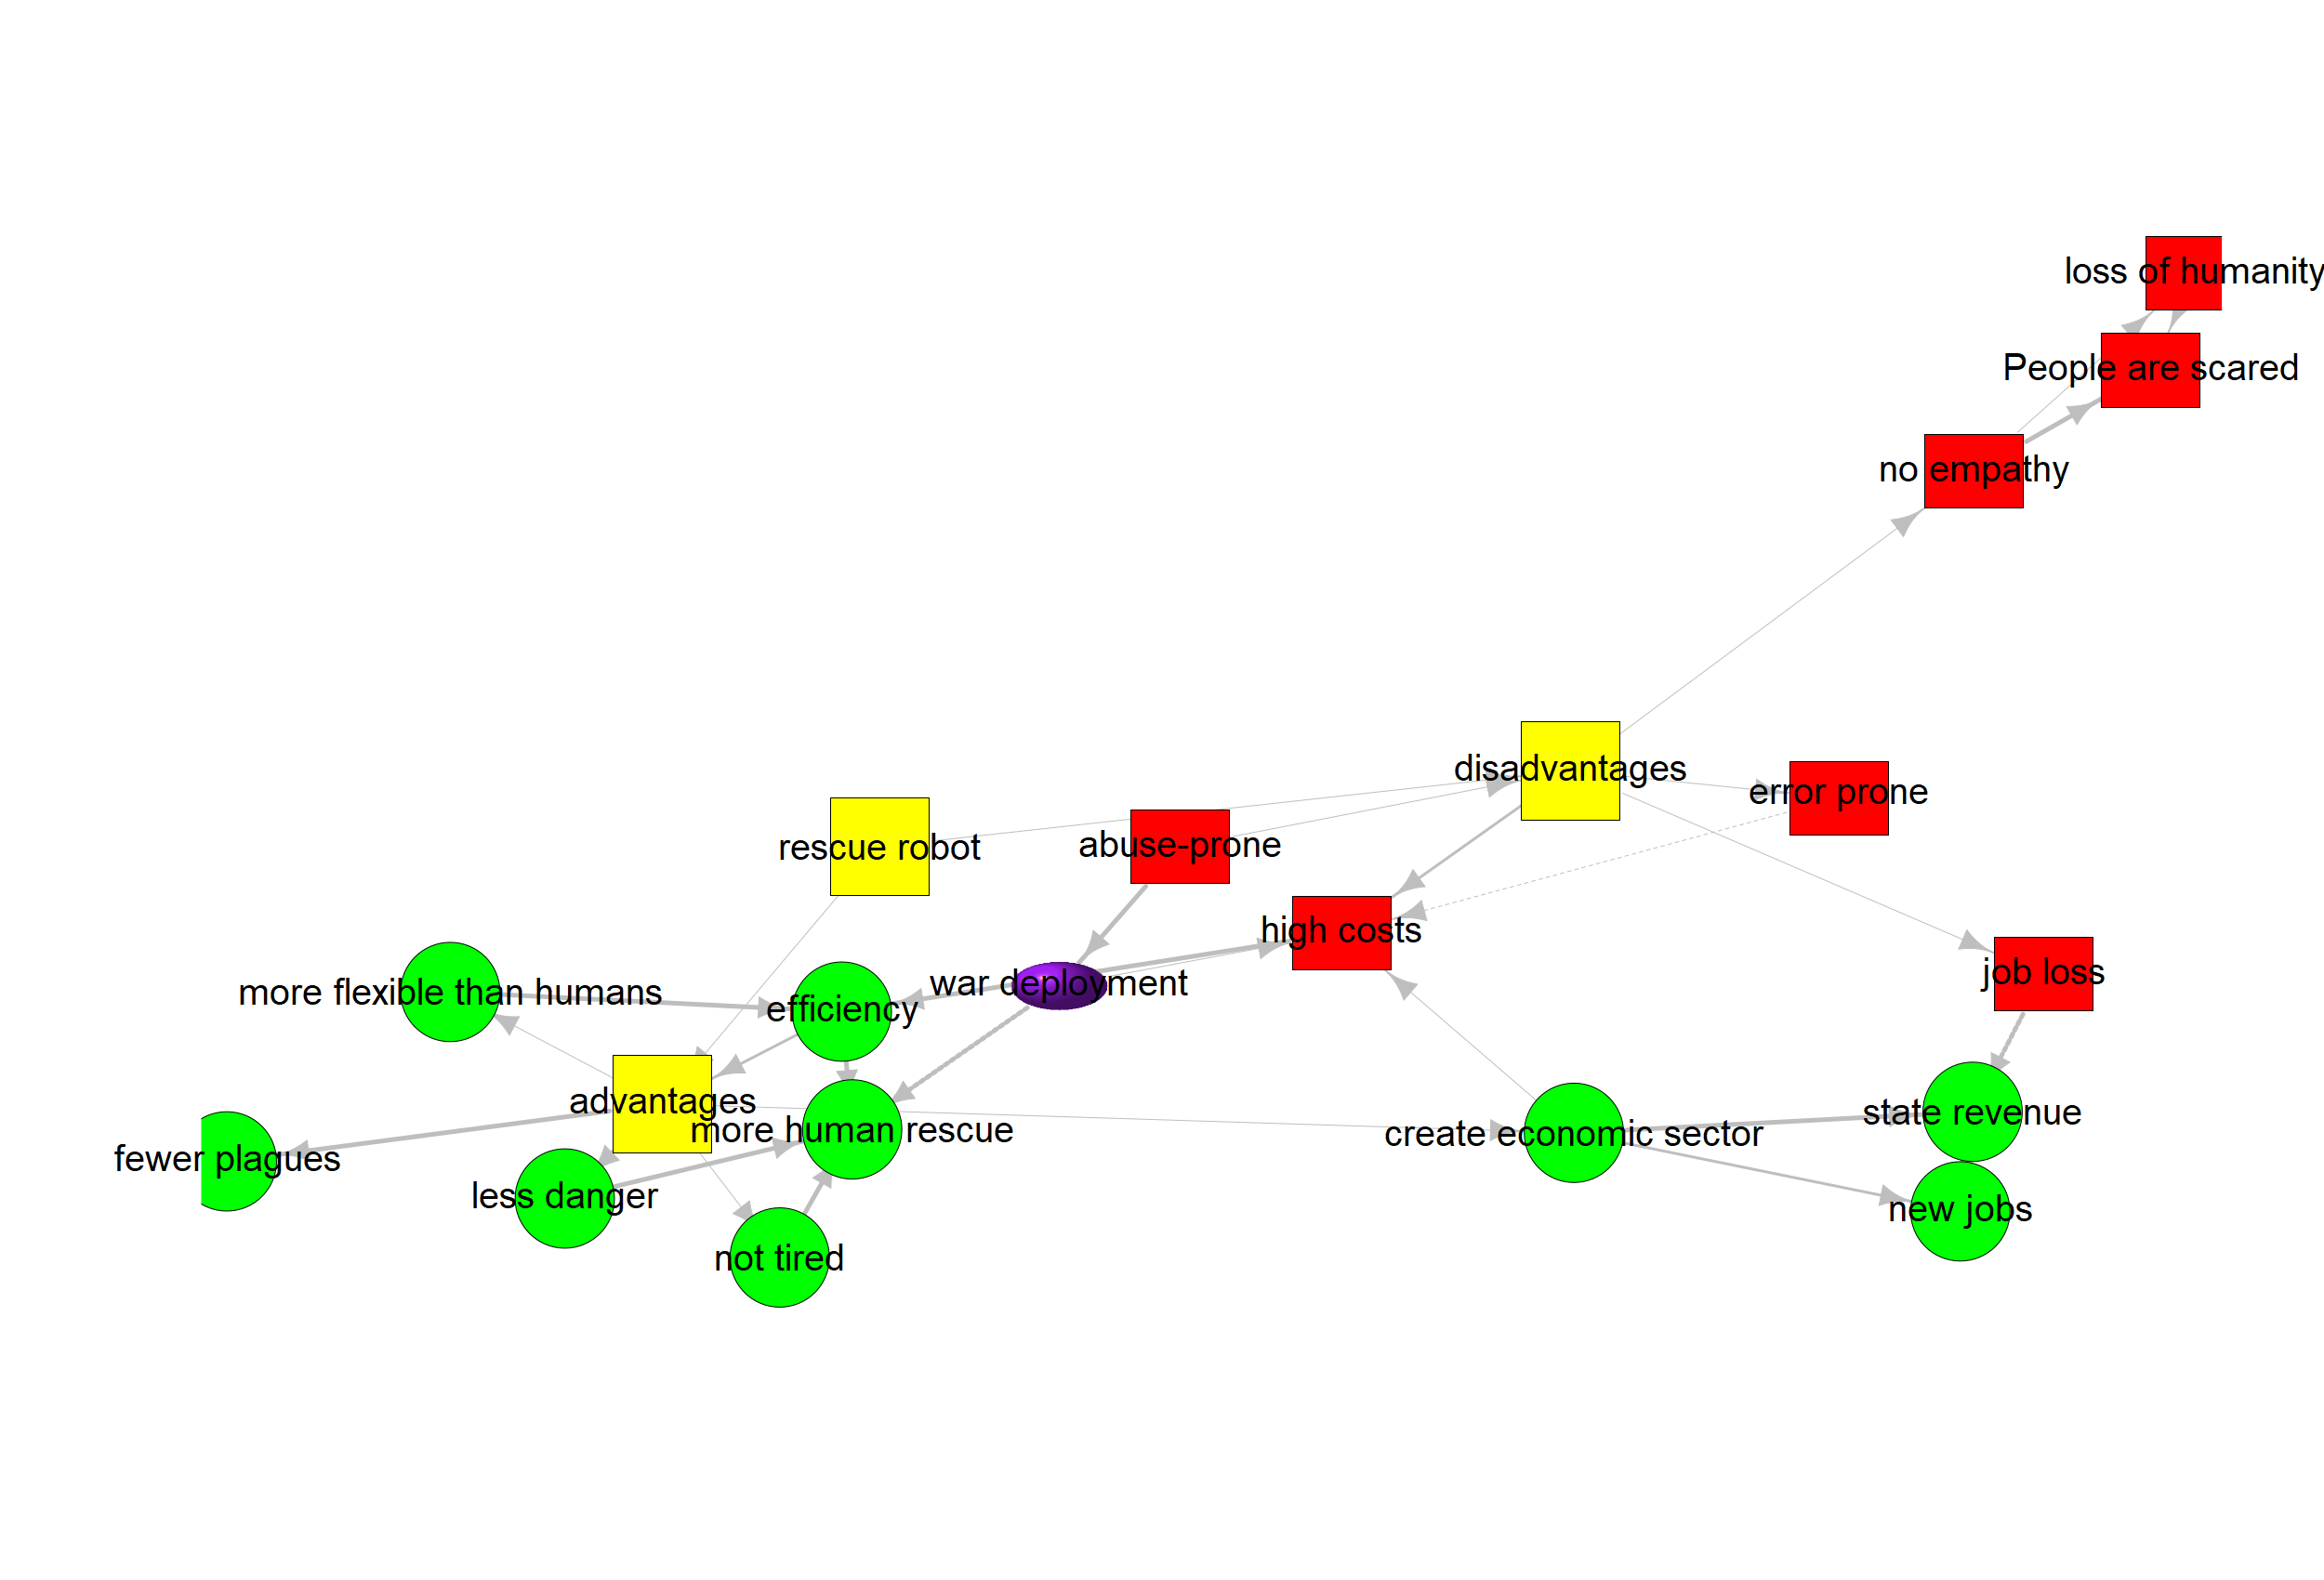 loss of humanity
People are scared
no empathy
disadvantages
error prone
rescue robot
abuse-prone
high costs
job loss
more flexible than humans
war deployment
efficiency
advantages
state revenue
more human rescue
create economic sector
fewer plagues
less danger
new jobs
not tired